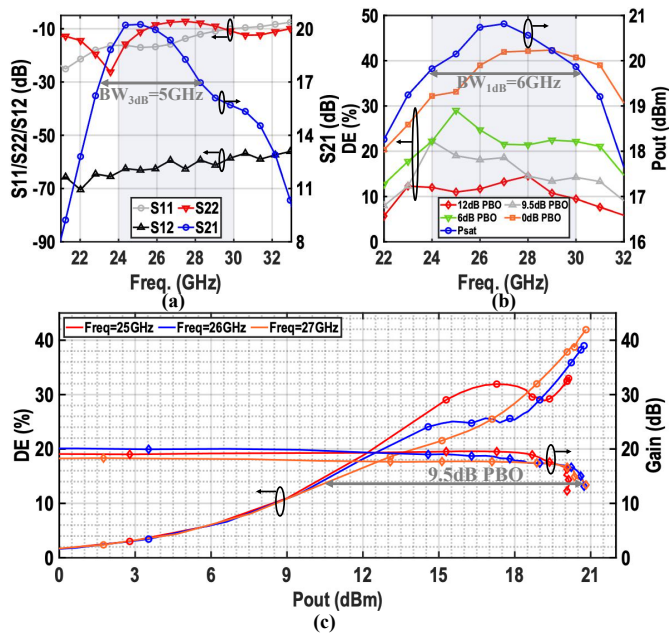 (a)
S11/S22/S12 (dB)
-10
-30
-50
-70
-90
20
17
14
11
8
S21 (dB)
BW3dB=5GHz
S11
S22
S12
S21
22 24 26 28 30 32
Freq. (GHz)
(a)
(b)
DE (%)
50
40
30
20
10
0
21
20
19
18
17
16
Pout (dBm)
BW1dB=6GHz
12dB PBO
9.5dB PBO
6dB PBO
0dB PBO
Psat
22 23 24 25 26 27 28 29 30 31 32
Freq. (GHz)
(b)
(c)
Freq=25GHz
Freq=26GHz
Freq=27GHz
DE (%)
40
30
20
10
0
40
30
20
10
0
Gain (dB)
9.5dB PBO
0 3 6 9 12 15 18 21
Pout (dBm)
(c)